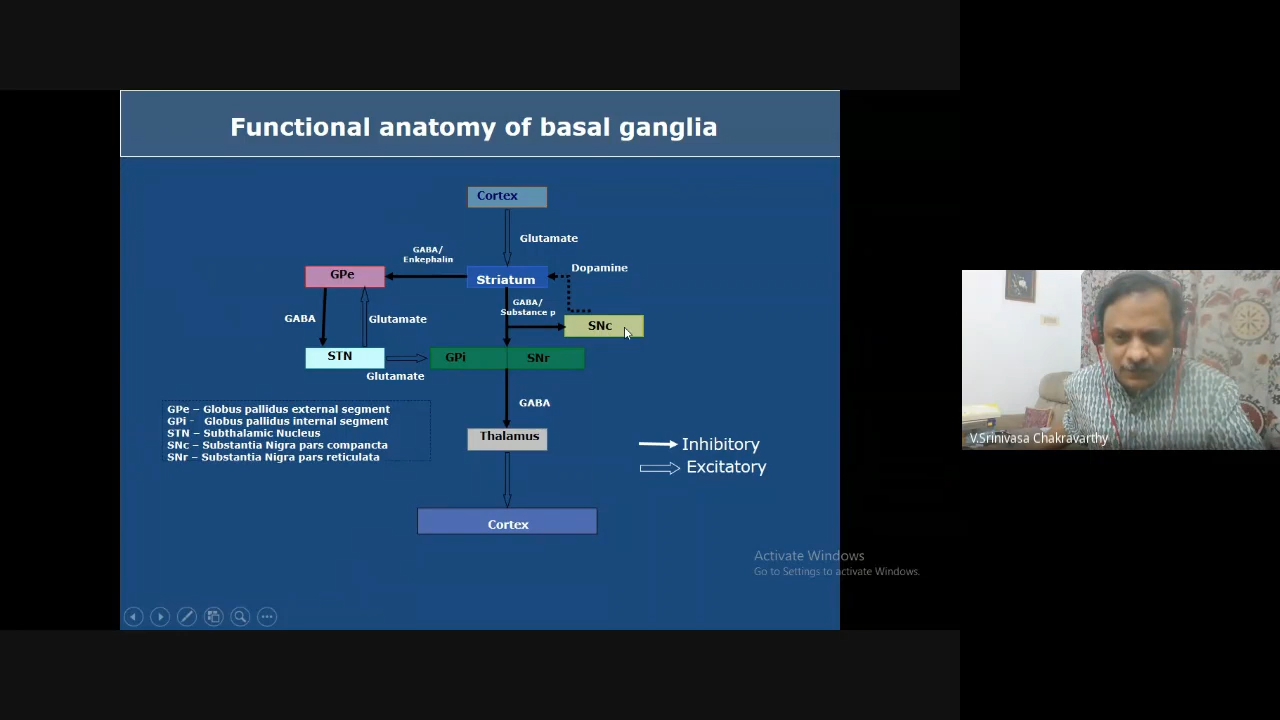 Functional anatomy of basal ganglia
Cortex
Glutamate
GABA/
Enkephalin
Dopamine
GPe
Striatum
GABA/
Substance p
GABA
Glutamate
SNc
STN
GPi
SNr
Glutamate
GABA
GPe – Globus pallidus external segment
GPi – Globus pallidus internal segment
STN – Subthalamic Nucleus
SNc – Substantia Nigra pars compancta
SNr – Substantia Nigra pars reticulata
Thalamus
Inhibitory
Excitatory
Cortex
V.Srinivasa Chakravarthy
Activate Windows
Go to Settings to activate Windows.